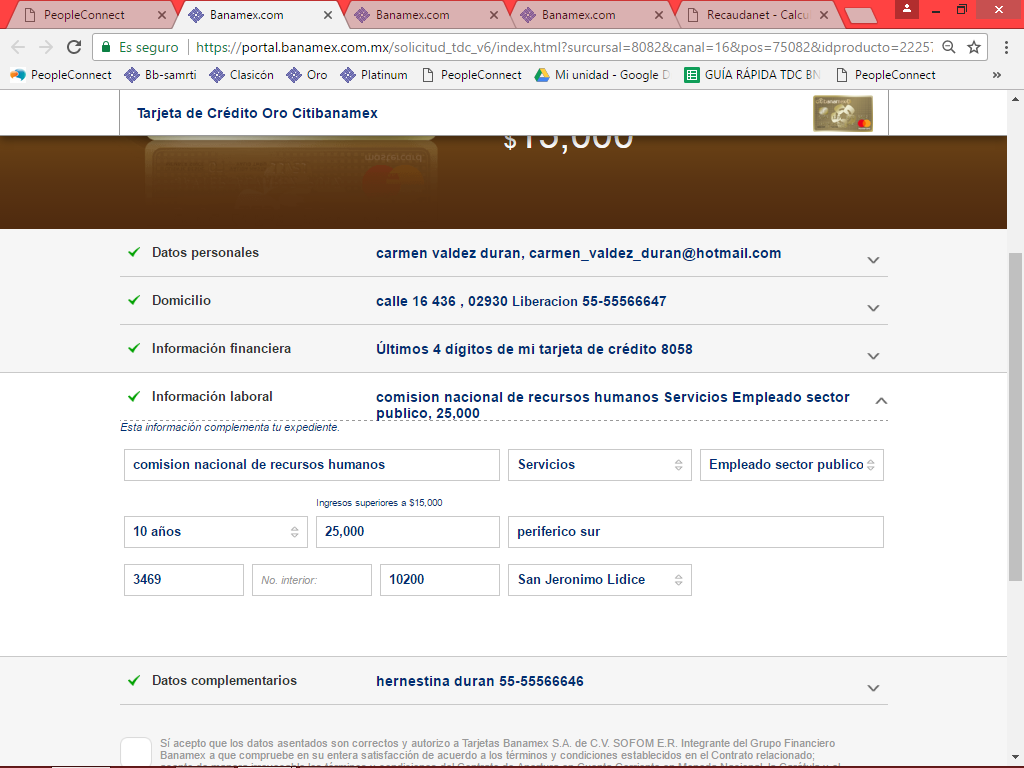 PeopleConnect
Banamex.com
Banamex.com
Banamex.com
Recaudanet - Calcu
Es seguro
https://portal.banamex.com.mx/solicitud_tdc_v6/index.html?sursursal=8082&canal=16&pos=75082&idproducto=22257
PeopleConnect
Bb-samrti
Clasicón
Oro
Platinum
PeopleConnect
Mi unidad - Google D
GUÍA RÁPIDA TDC BN
PeopleConnect
»
Tarjeta de Crédito Oro Citibanamex
$15,000
Datos personales
carmen valdez duran, carmen_valdez_duran@hotmail.com
Domicilio
calle 16 436 , 02930 Liberacion 55-55566647
Información financiera
Últimos 4 dígitos de mi tarjeta de crédito 8058
Información laboral
comision nacional de recursos humanos Servicios Empleado sector
publico, 25,000
Esta información complementa tu expediente.
comision nacional de recursos humanos
Servicios
Empleado sector publico
Ingresos superiores a $15,000
10 años
25,000
periferico sur
3469
No. interior:
10200
San Jeronimo Lidice
Datos complementarios
hernestina duran 55-55566646
Sí acepto que los datos asentados son correctos y autorizo a Tarjetas Banamex S.A. de C.V. SOFOM E.R. Integrante del Grupo Financiero
Banamex a que compruebe en su entera satisfacción de acuerdo a los términos y condiciones establecidos en el Contrato relacionado;